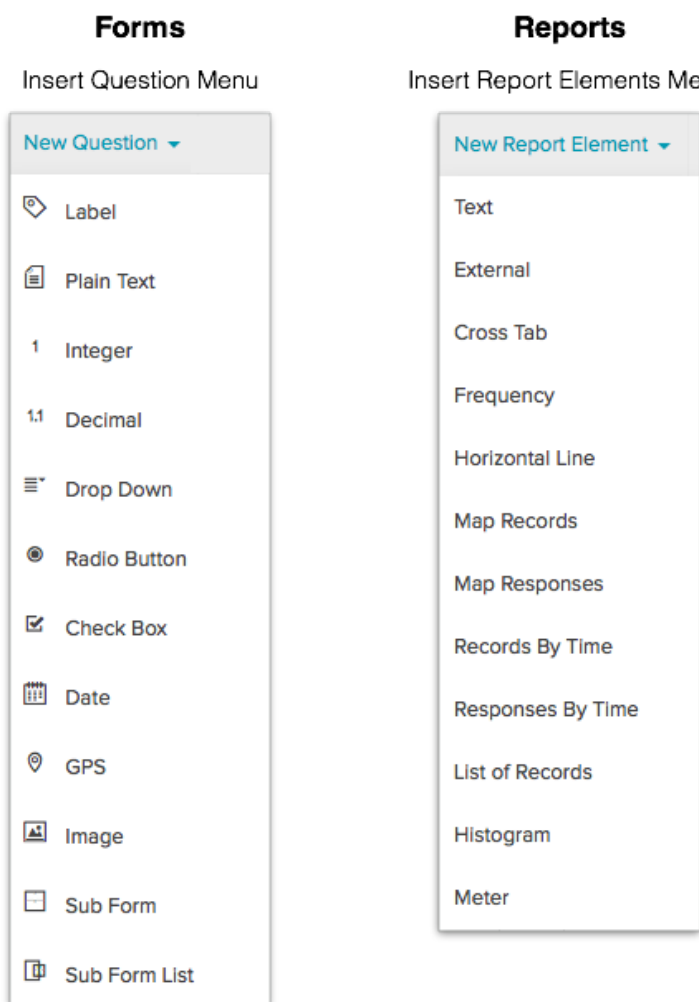 Forms
Insert Question Menu
New Question
Label
Plain Text
1 Integer
1.1 Decimal
Drop Down
Radio Button
Check Box
Date
GPS
Image
Sub Form
Sub Form List
Reports
Insert Report Elements Me
New Report Element
Text
External
Cross Tab
Frequency
Horizontal Line
Map Records
Map Responses
Records By Time
Responses By Time
List of Records
Histogram
Meter